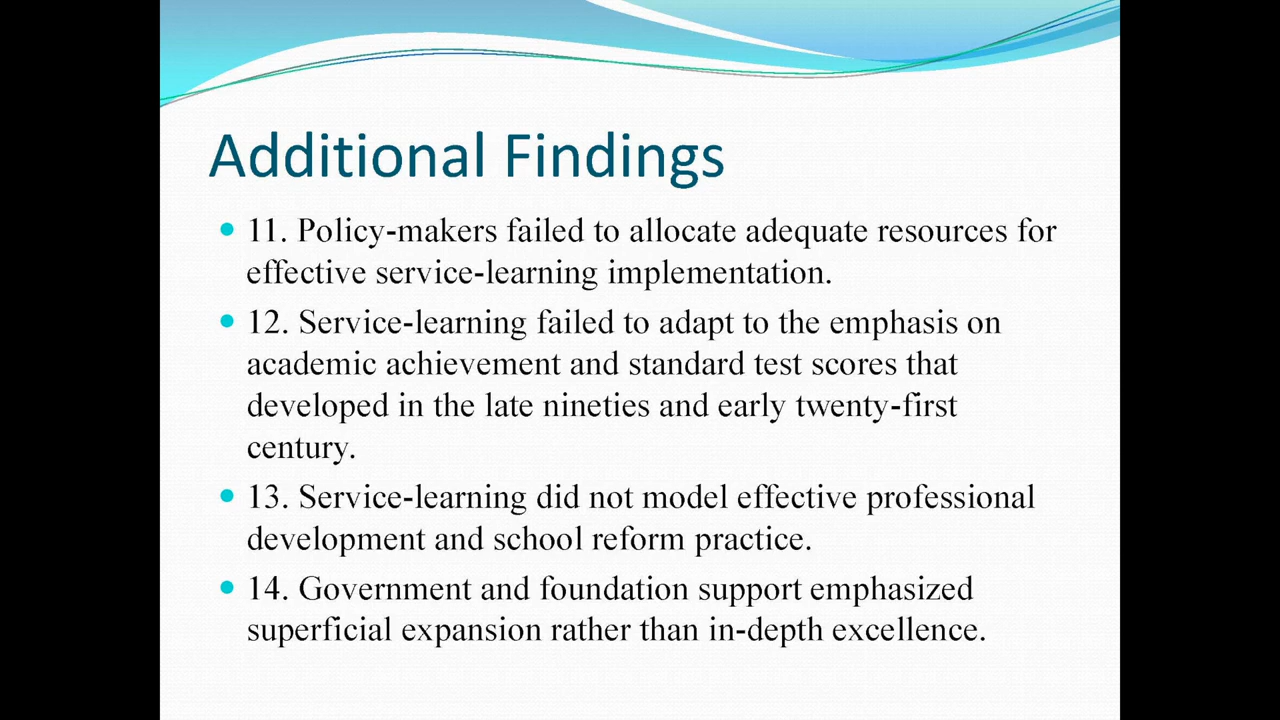 Additional Findings
11. Policy-makers failed to allocate adequate resources for
effective service-learning implementation.
12. Service-learning failed to adapt to the emphasis on
academic achievement and standard test scores that
developed in the late nineties and early twenty-first
century.
13. Service-learning did not model effective professional
development and school reform practice.
14. Government and foundation support emphasized
superficial expansion rather than in-depth excellence.